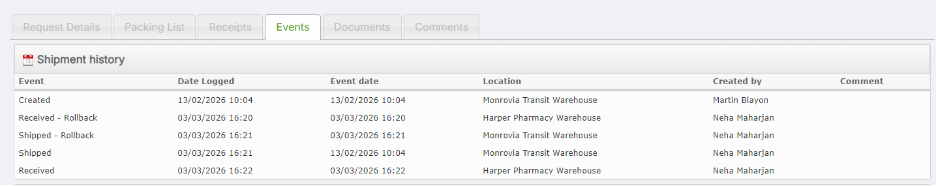 Request Details Packing List Receipts Events Documents Comments
Shipment history
Event Date Logged Event date Location Created by Comment
Created 13/02/2026 10:04 13/02/2026 10:04 Monrovia Transit Warehouse Martin Blayon
Received - Rollback 03/03/2026 16:20 03/03/2026 16:20 Harper Pharmacy Warehouse Neha Maharjan
Shipped - Rollback 03/03/2026 16:21 03/03/2026 16:21 Monrovia Transit Warehouse Neha Maharjan
Shipped 03/03/2026 16:21 13/02/2026 10:04 Monrovia Transit Warehouse Neha Maharjan
Received 03/03/2026 16:22 03/03/2026 16:22 Harper Pharmacy Warehouse Neha Maharjan